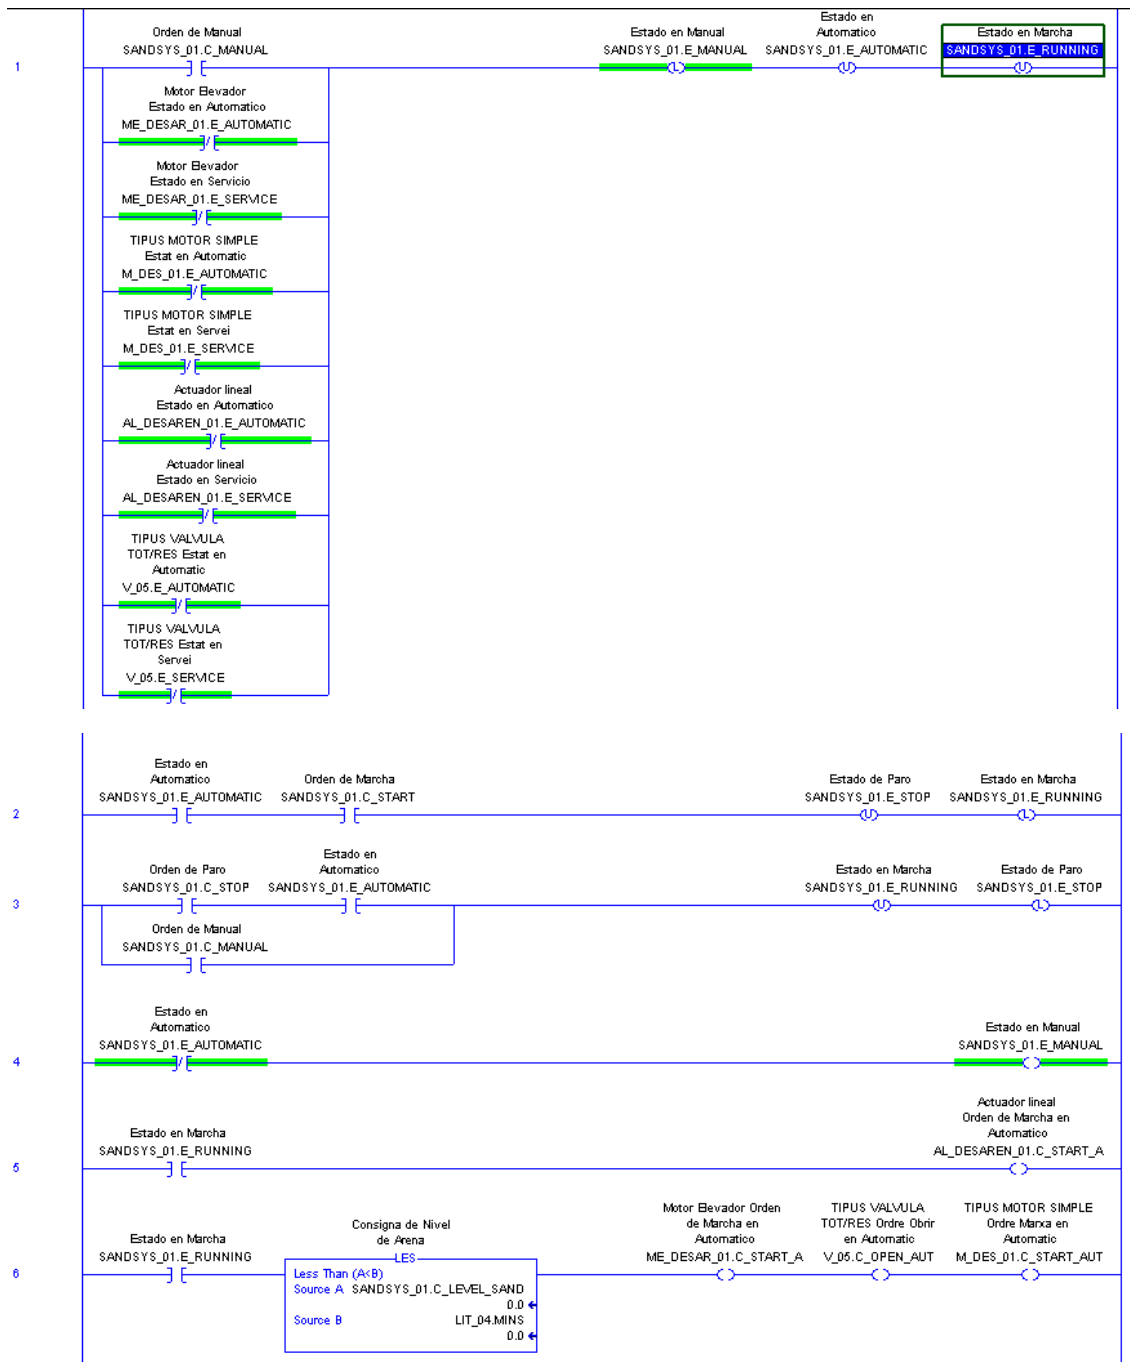 Orden de Manual
SANDSYS_01.C_MANUAL
Estado en Manual
SANDSYS_01.E_MANUAL
Estado en
Automatico
SANDSYS_01.E_AUTOMATIC
Estado en Marcha
SANDSYS_01.E_RUNNING
1
L
U
U
Motor Elevador
Estado en Automatico
ME_DESAR_01.E_AUTOMATIC
Motor Elevador
Estado en Servicio
ME_DESAR_01.E_SERVICE
TIPUS MOTOR SIMPLE
Estat en Automatic
M_DES_01.E_AUTOMATIC
TIPUS MOTOR SIMPLE
Estat en Servei
M_DES_01.E_SERVICE
Actuador lineal
Estado en Automatico
AL_DESAREN_01.E_AUTOMATIC
Actuador lineal
Estado en Servicio
AL_DESAREN_01.E_SERVICE
TIPUS VALVULA
TOT/RES Estat en
Automatic
V_05.E_AUTOMATIC
TIPUS VALVULA
TOT/RES Estat en
Servei
V_05.E_SERVICE
Estado en
Automatico
SANDSYS_01.E_AUTOMATIC
Orden de Marcha
SANDSYS_01.C_START
Estado de Paro
SANDSYS_01.E_STOP
Estado en Marcha
SANDSYS_01.E_RUNNING
2
U
L
Orden de Paro
SANDSYS_01.C_STOP
Estado en
Automatico
SANDSYS_01.E_AUTOMATIC
Estado en Marcha
SANDSYS_01.E_RUNNING
Estado de Paro
SANDSYS_01.E_STOP
3
U
L
Orden de Manual
SANDSYS_01.C_MANUAL
Estado en
Automatico
SANDSYS_01.E_AUTOMATIC
Estado en Manual
SANDSYS_01.E_MANUAL
4
Estado en Marcha
SANDSYS_01.E_RUNNING
Actuador lineal
Orden de Marcha en
Automatico
AL_DESAREN_01.C_START_A
5
Estado en Marcha
SANDSYS_01.E_RUNNING
Consigna de Nivel
de Arena
LES
Less Than (A<B)
Source A SANDSYS_01.C_LEVEL_SAND
0.0
Source B LIT_04.MINS
0.0
Motor Elevador Orden
de Marcha en
Automatico
ME_DESAR_01.C_START_A
TIPUS VALVULA
TOT/RES Ordre Obrir
en Automatic
V_05.C_OPEN_AUT
TIPUS MOTOR SIMPLE
Ordre Marxa en
Automatic
M_DES_01.C_START_AUT
6